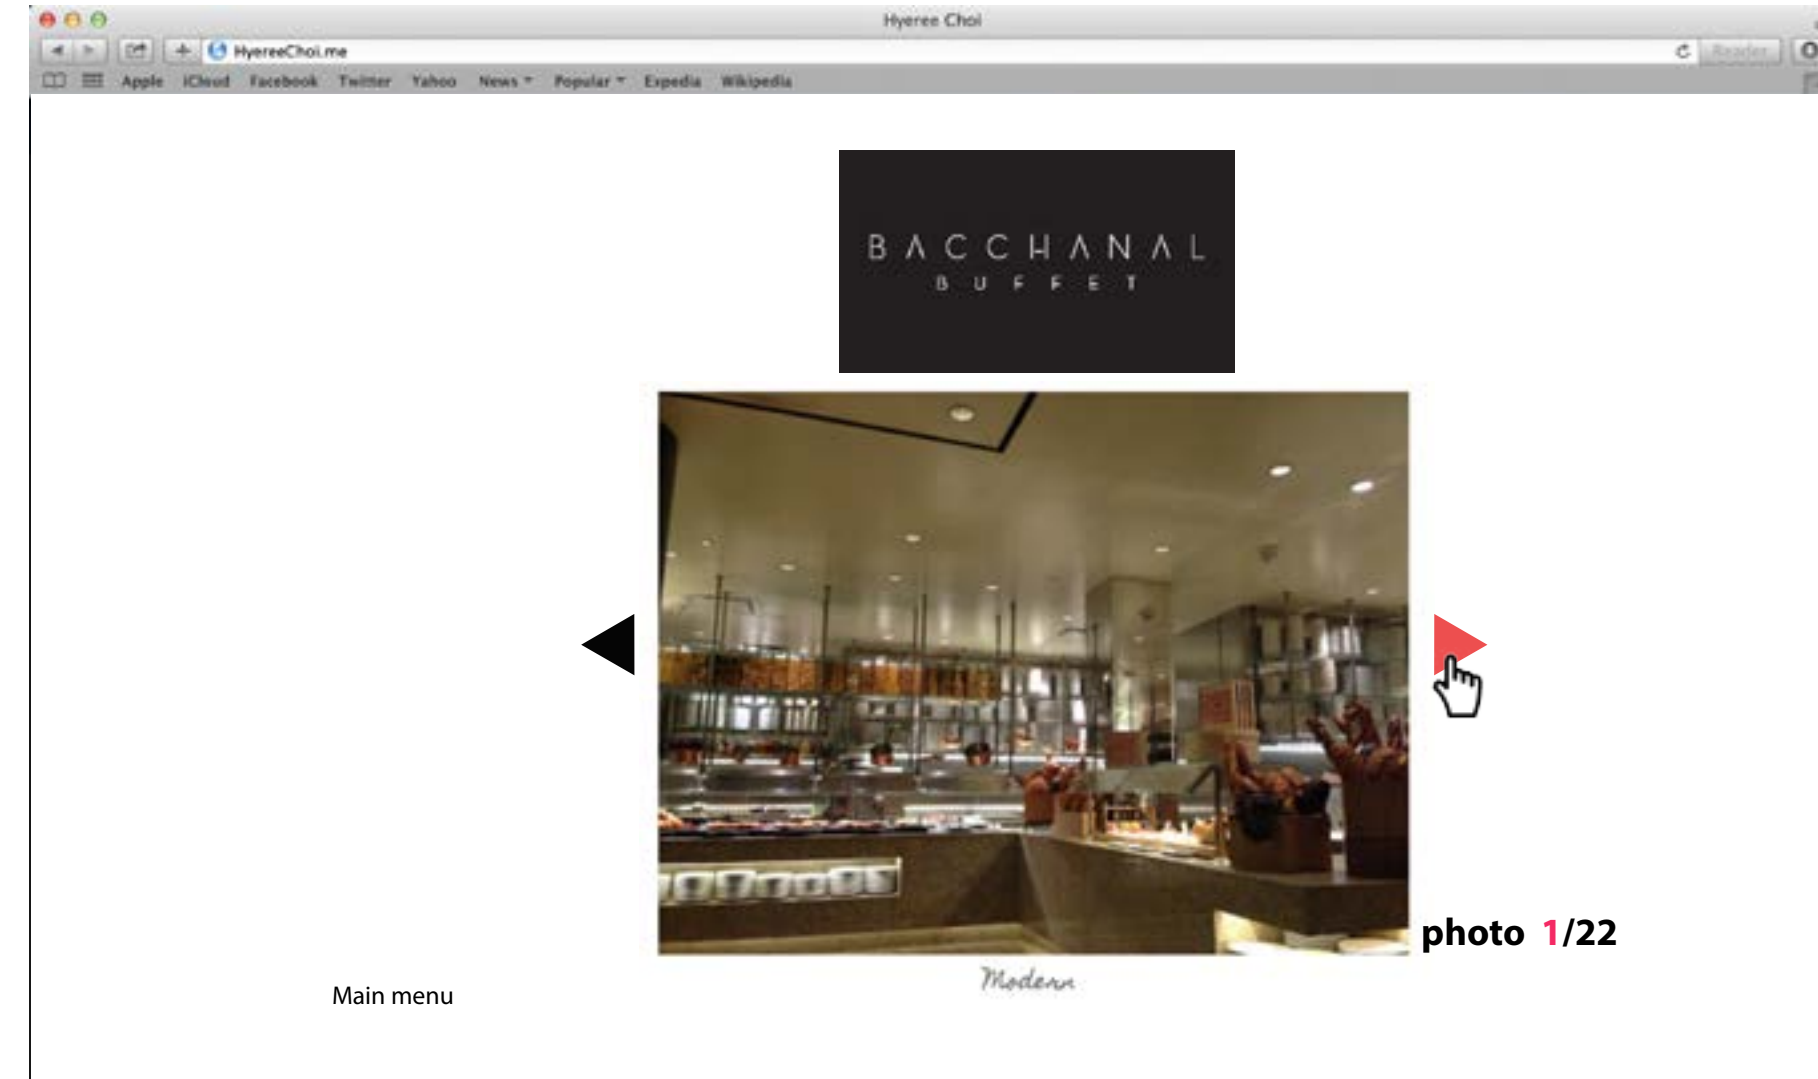 Hyeree Choi
HyereeChoi.me
Reader
Apple iCloud Facebook Twitter Yahoo News Popular Expedia Wikipedia
BACCHANAL
BUFFET
photo 1/22
Modern
Main menu